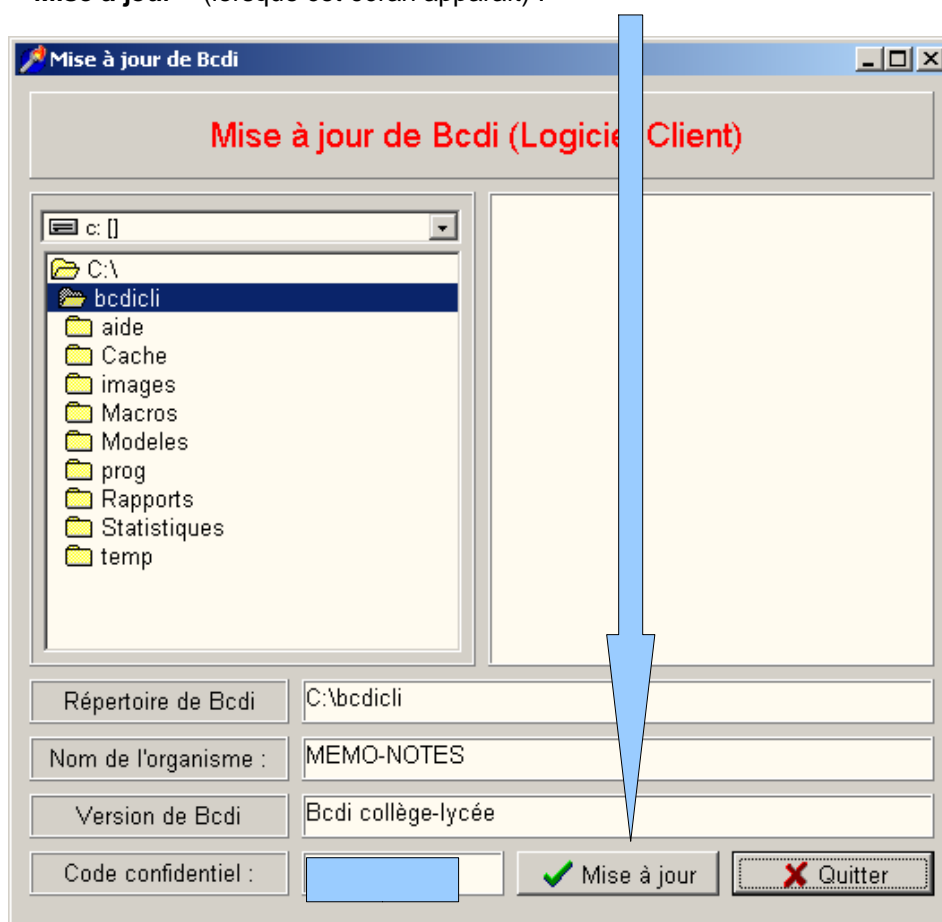 Mise à jour de Bcdi
Mise à jour de Bcdi (Logiciel Client)
c: []
C:\
bcdicli
aide
Cache
images
Macros
Modeles
prog
Rapports
Statistiques
temp
Répertoire de Bcdi
C:\bcdicli
Nom de l'organisme :
MEMO-NOTES
Version de Bcdi
Bcdi collège-lycée
Code confidentiel :
Mise à jour
Quitter